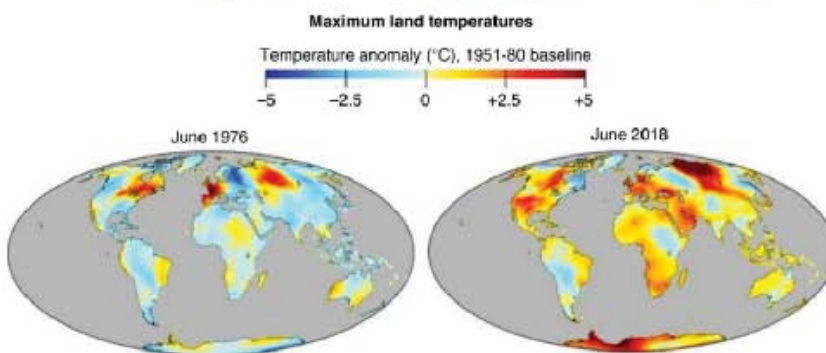 Maximum land temperatures
Temperature anomaly (°C), 1951-80 baseline
−5 −2.5 0 +2.5 +5
June 1976 June 2018